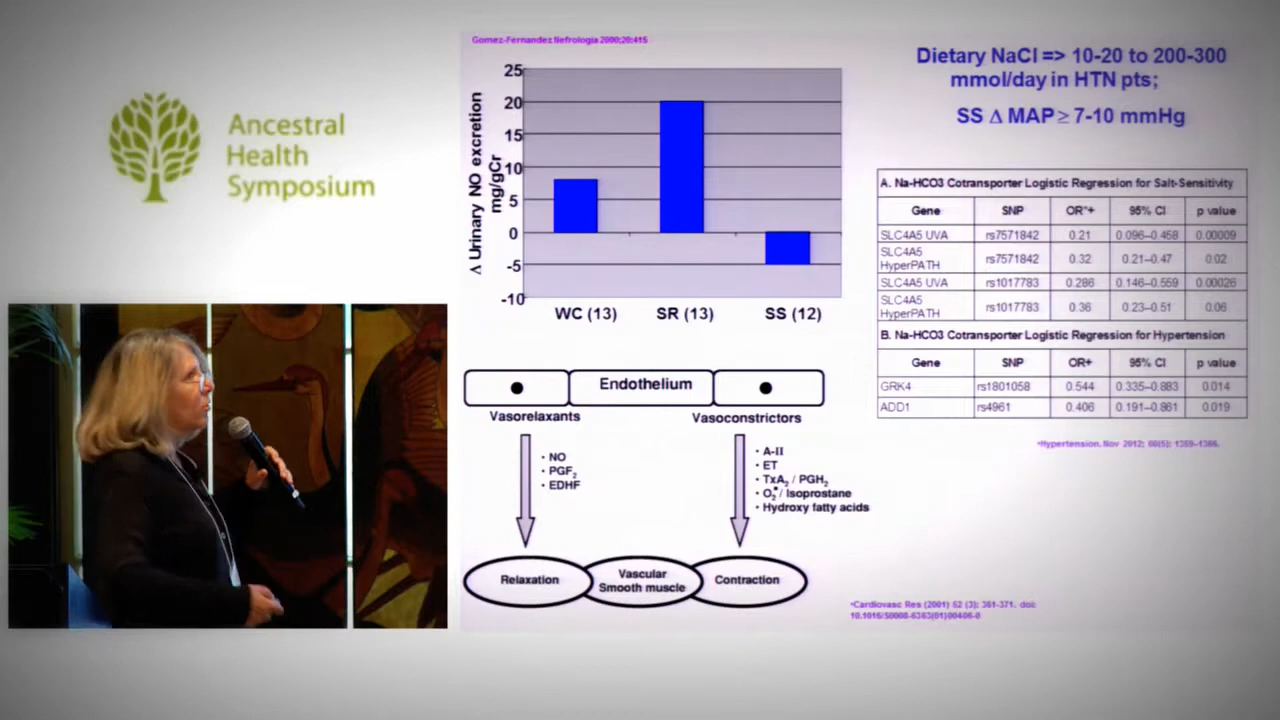 Ancestral
Health
Symposium
Gomez-Fernandez Nefrologia 2000;20:415
Δ Urinary NO excretion
mg/gCr
25
20
15
10
5
0
-5
-10
WC (13) SR (13) SS (12)
Dietary NaCl => 10-20 to 200-300
mmol/day in HTN pts;
SS Δ MAP ≥ 7-10 mmHg
A. Na-HCO3 Cotransporter Logistic Regression for Salt-Sensitivity
Gene SNP OR*+ 95% CI p value
SLC4A5 UVA rs7571842 0.21 0.096–0.458 0.00009
SLC4A5
HyperPATH rs7571842 0.32 0.21–0.47 0.02
SLC4A5 UVA rs1017783 0.286 0.146–0.559 0.00026
SLC4A5
HyperPATH rs1017783 0.36 0.23–0.51 0.06
B. Na-HCO3 Cotransporter Logistic Regression for Hypertension
Gene SNP OR+ 95% CI p value
GRK4 rs1801058 0.544 0.335–0.883 0.014
ADD1 rs4961 0.406 0.191–0.861 0.019
*Hypertension. Nov 2012; 60(5): 1359–1366.
Endothelium
Vasorelaxants
Vasoconstrictors
• NO
• PGF₂
• EDHF
• A-II
• ET
• TxA₂ / PGH₂
• O₂•/ Isoprostane
• Hydroxy fatty acids
Relaxation
Vascular
Smooth muscle
Contraction
*Cardiovasc Res (2001) 52 (3): 361-371. doi:
10.1016/S0008-6363(01)00406-0